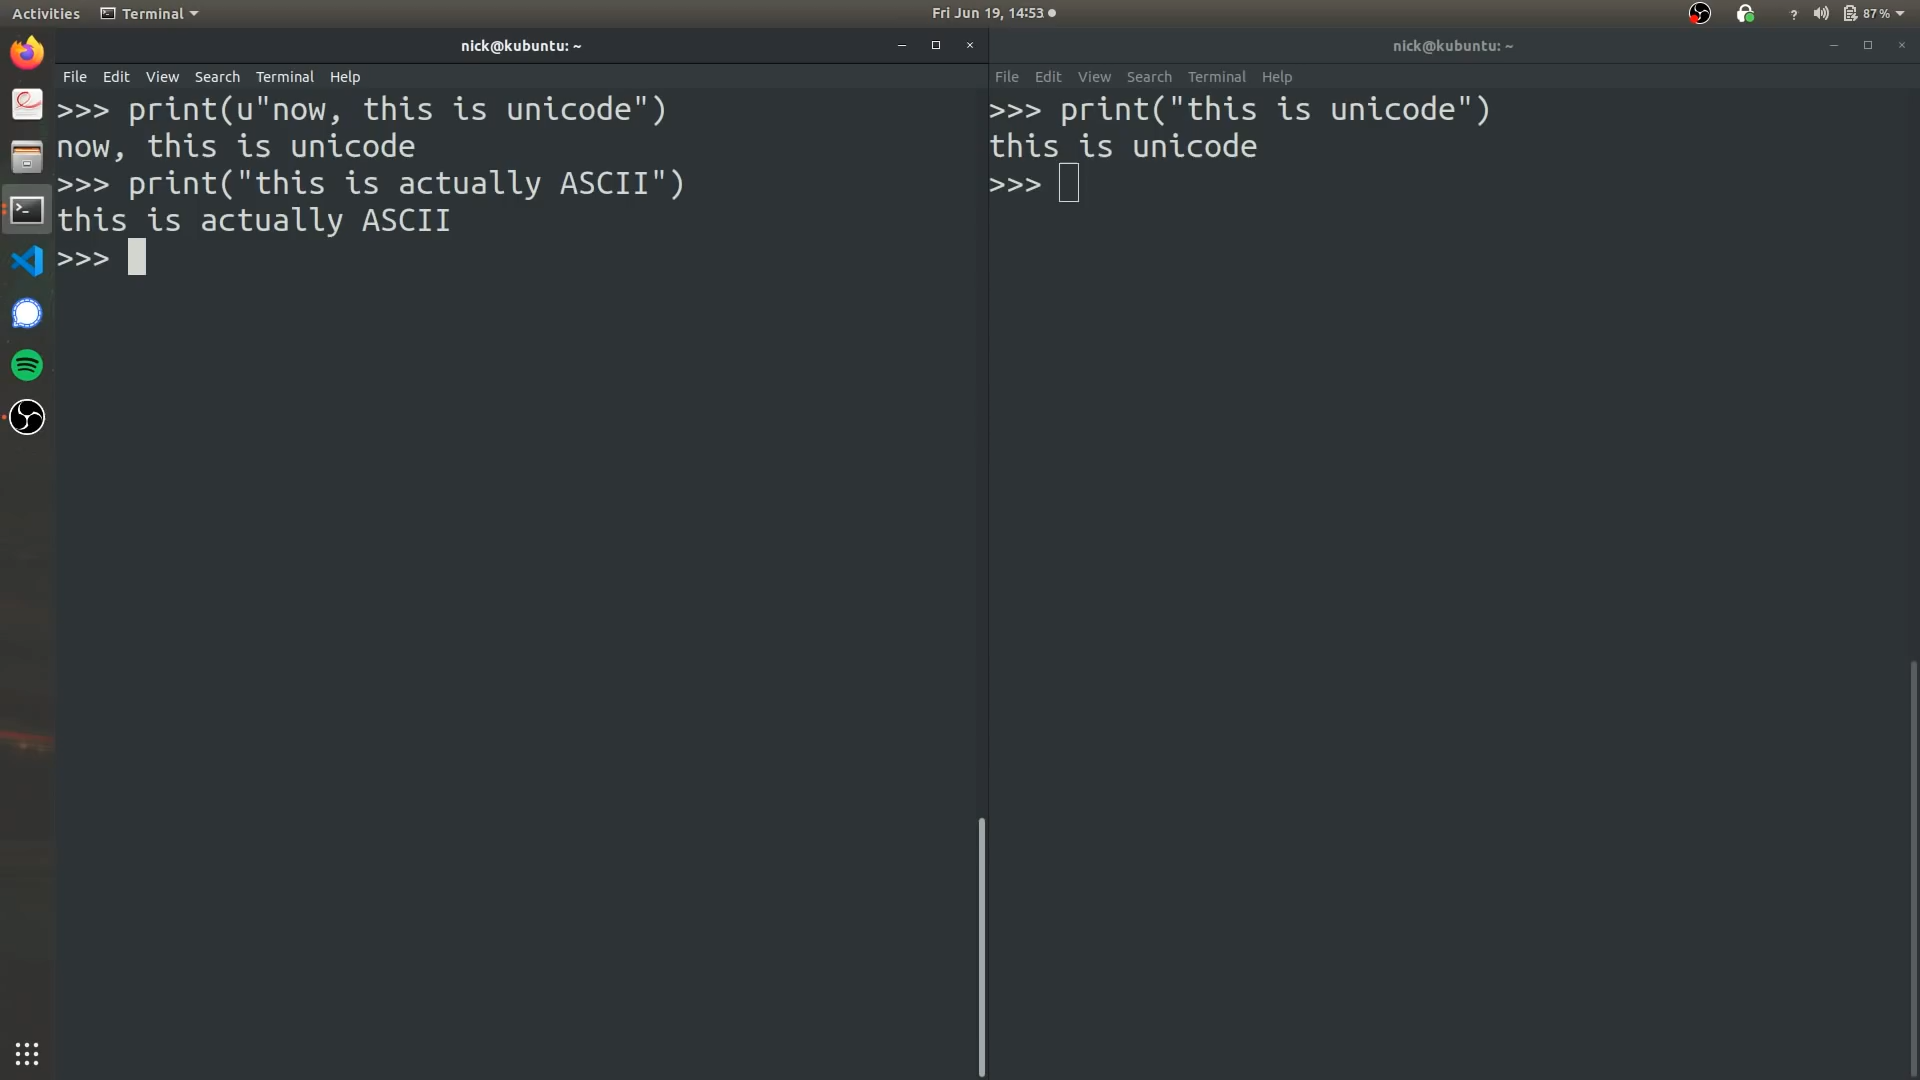 Activities Terminal Fri Jun 19, 14:53 ? 87%
nick@kubuntu: ~
File Edit View Search Terminal Help
>>> print(u"now, this is unicode")
now, this is unicode
>>> print("this is actually ASCII")
this is actually ASCII
>>>
nick@kubuntu: ~
File Edit View Search Terminal Help
>>> print("this is unicode")
this is unicode
>>>